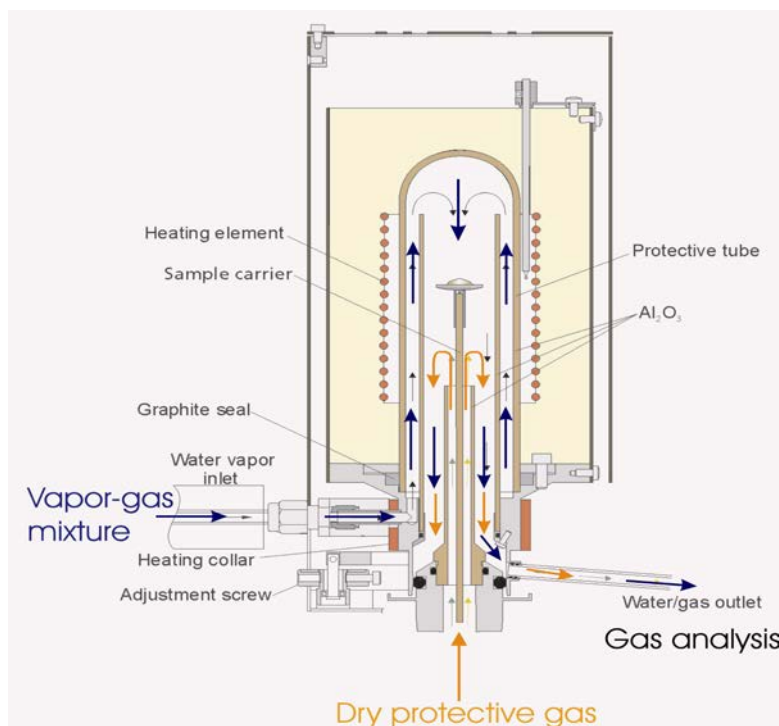 Heating element
Sample carrier
Protective tube
Al₂O₃
Graphite seal
Water vapor
inlet
Vapor-gas
mixture
Heating collar
Adjustment screw
Water/gas outlet
Gas analysis
Dry protective gas